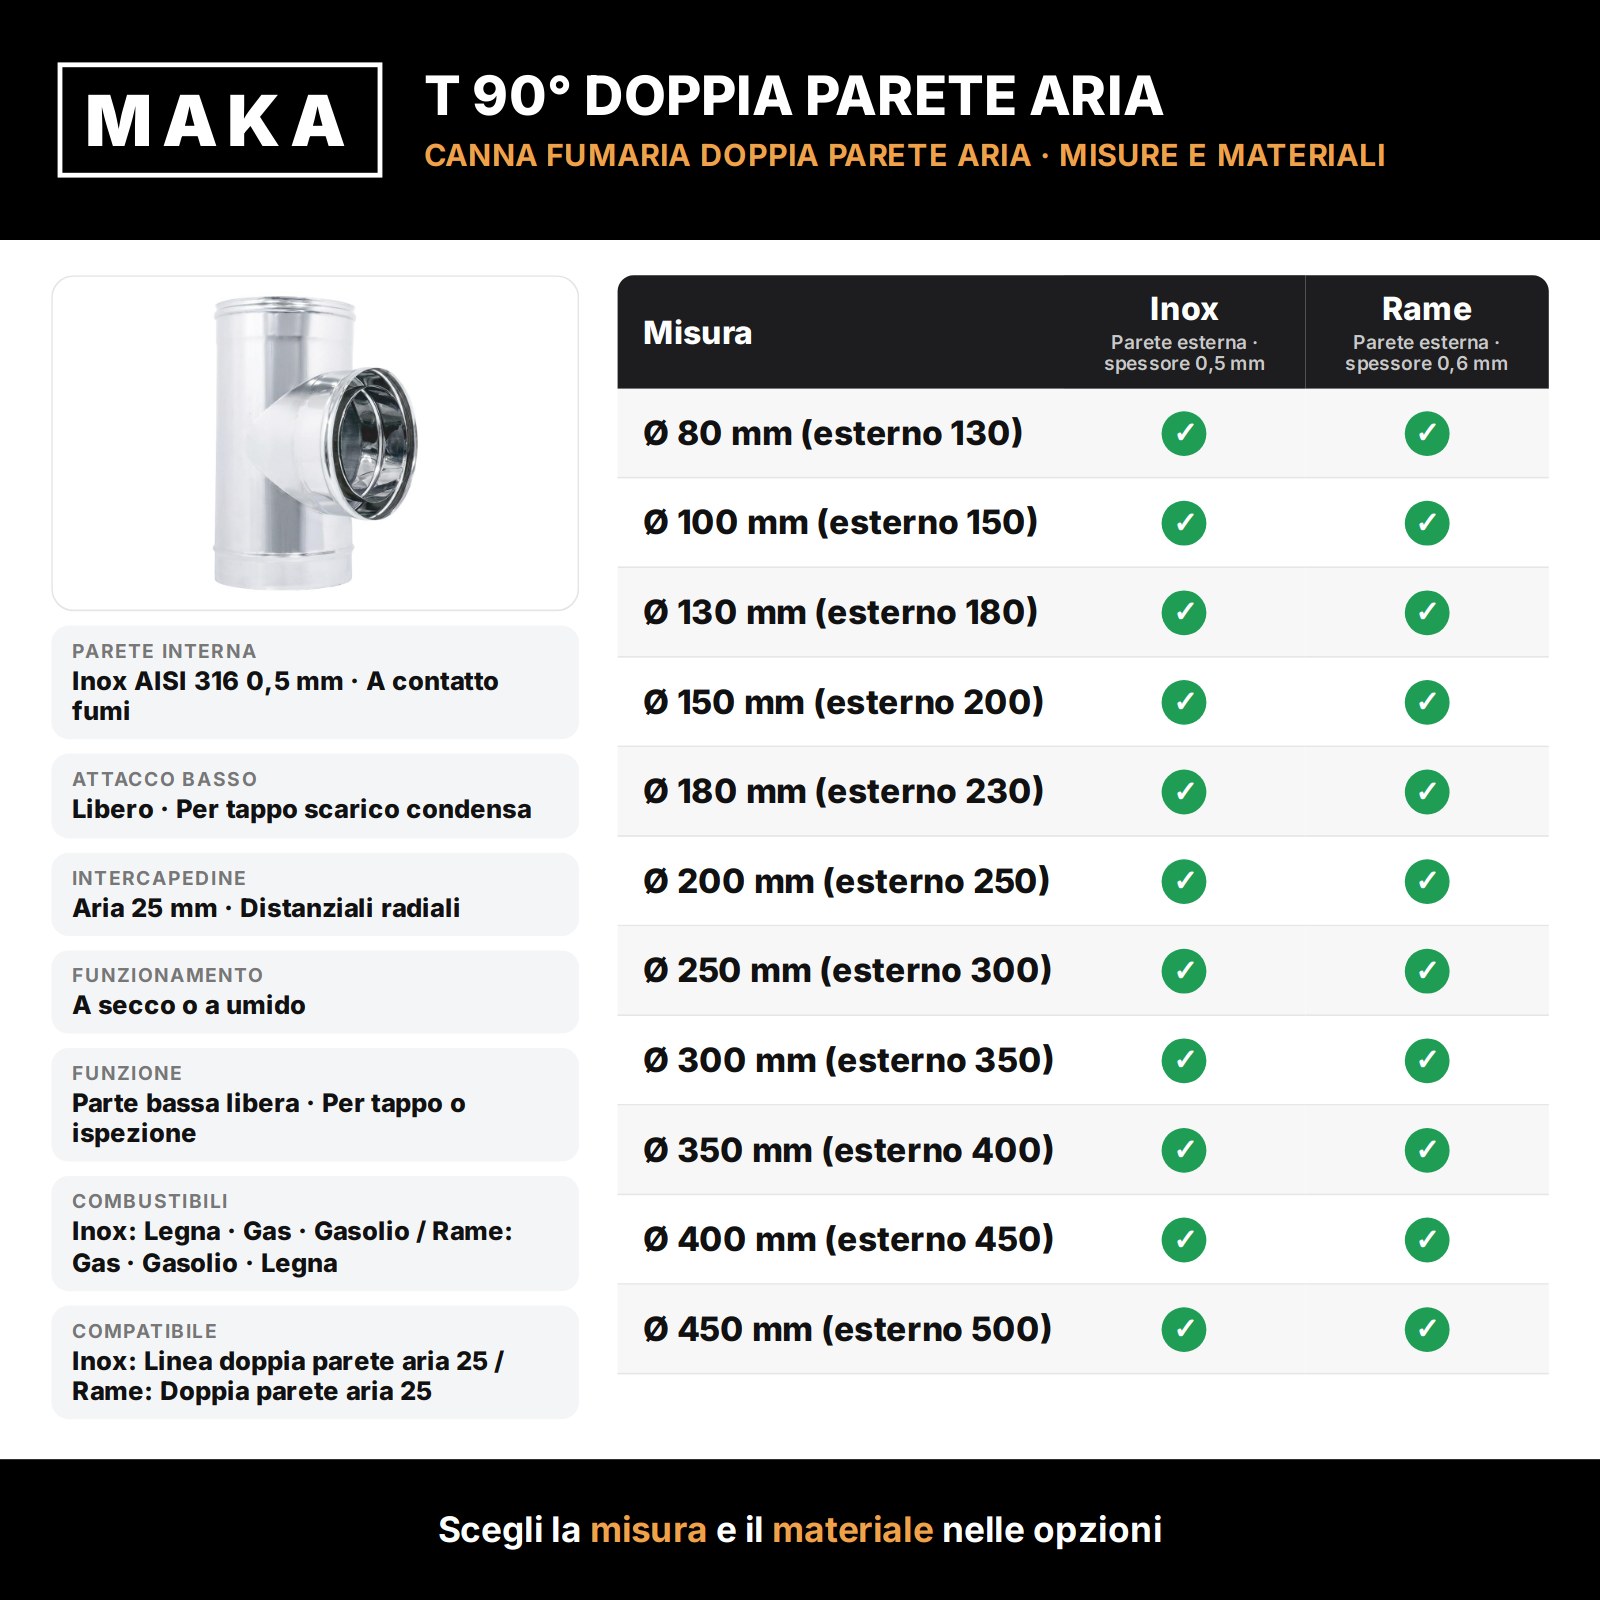 MAKA
T 90° DOPPIA PARETE ARIA
CANNA FUMARIA DOPPIA PARETE ARIA · MISURE E MATERIALI
PARETE INTERNA
Inox AISI 316 0,5 mm · A contatto
fumi
ATTACCO BASSO
Libero · Per tappo scarico condensa
INTERCAPEDINE
Aria 25 mm · Distanziali radiali
FUNZIONAMENTO
A secco o a umido
FUNZIONE
Parte bassa libera · Per tappo o
ispezione
COMBUSTIBILI
Inox: Legna · Gas · Gasolio / Rame:
Gas · Gasolio · Legna
COMPATIBILE
Inox: Linea doppia parete aria 25 /
Rame: Doppia parete aria 25
Misura
Inox
Parete esterna ·
spessore 0,5 mm
Rame
Parete esterna ·
spessore 0,6 mm
Ø 80 mm (esterno 130) ✓ ✓
Ø 100 mm (esterno 150) ✓ ✓
Ø 130 mm (esterno 180) ✓ ✓
Ø 150 mm (esterno 200) ✓ ✓
Ø 180 mm (esterno 230) ✓ ✓
Ø 200 mm (esterno 250) ✓ ✓
Ø 250 mm (esterno 300) ✓ ✓
Ø 300 mm (esterno 350) ✓ ✓
Ø 350 mm (esterno 400) ✓ ✓
Ø 400 mm (esterno 450) ✓ ✓
Ø 450 mm (esterno 500) ✓ ✓
Scegli la misura e il materiale nelle opzioni